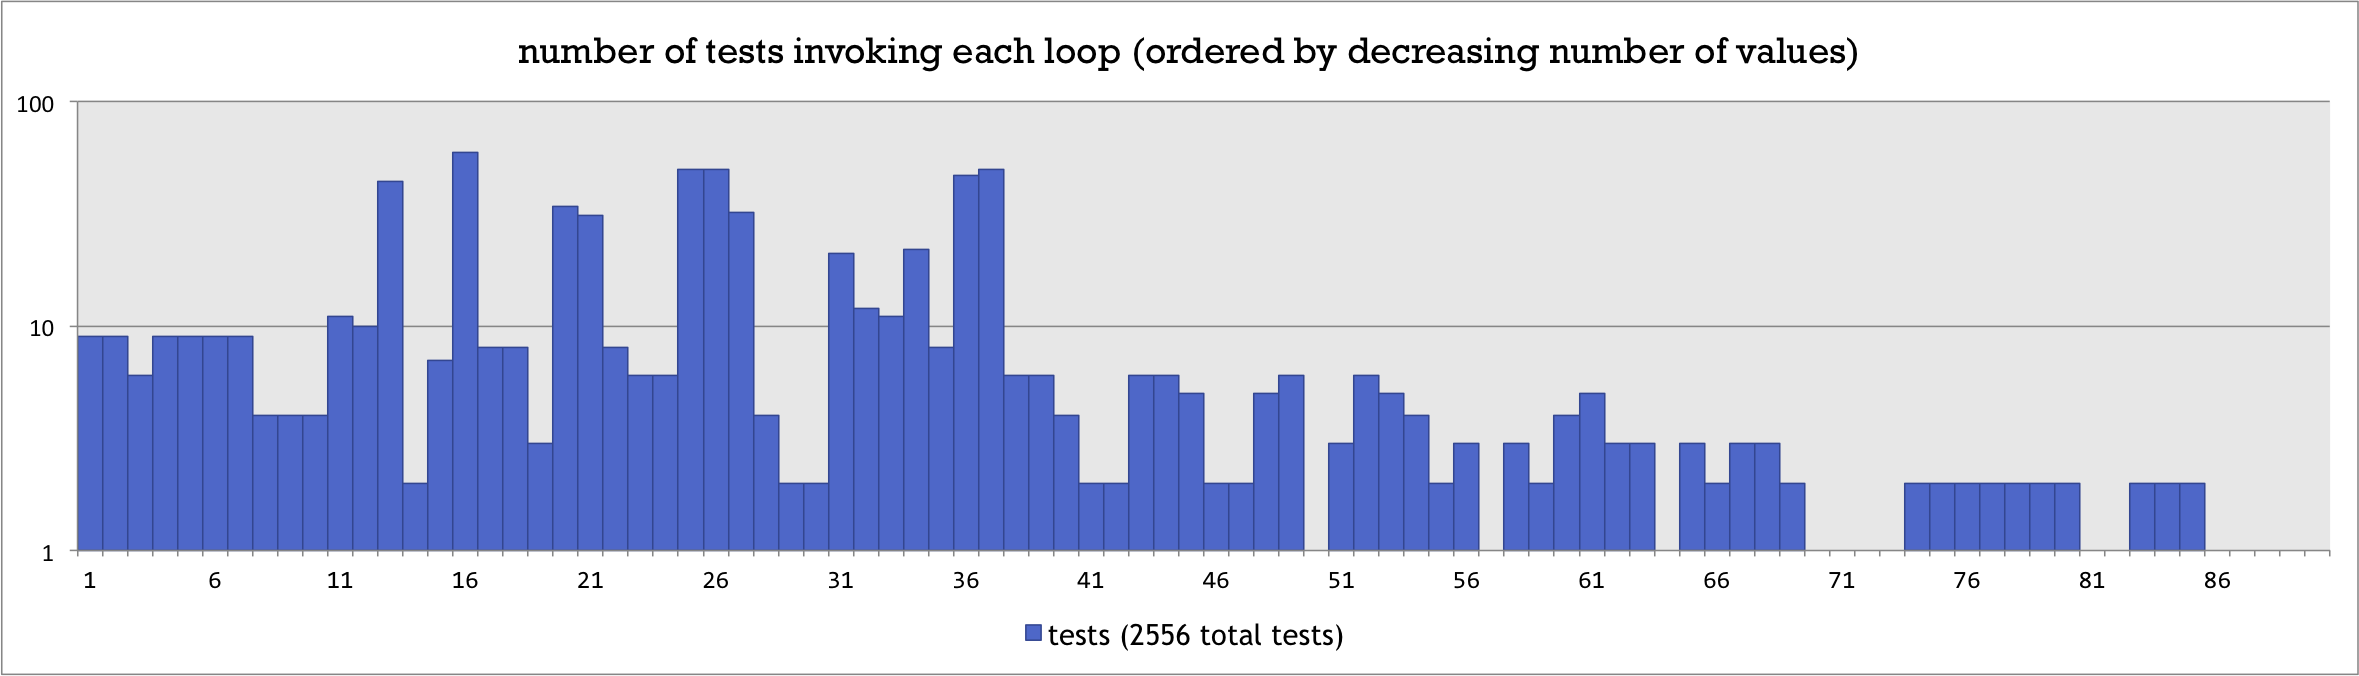 number of tests invoking each loop (ordered by decreasing number of values)
100
10
1
1 6 11 16 21 26 31 36 41 46 51 56 61 66 71 76 81 86
tests (2556 total tests)